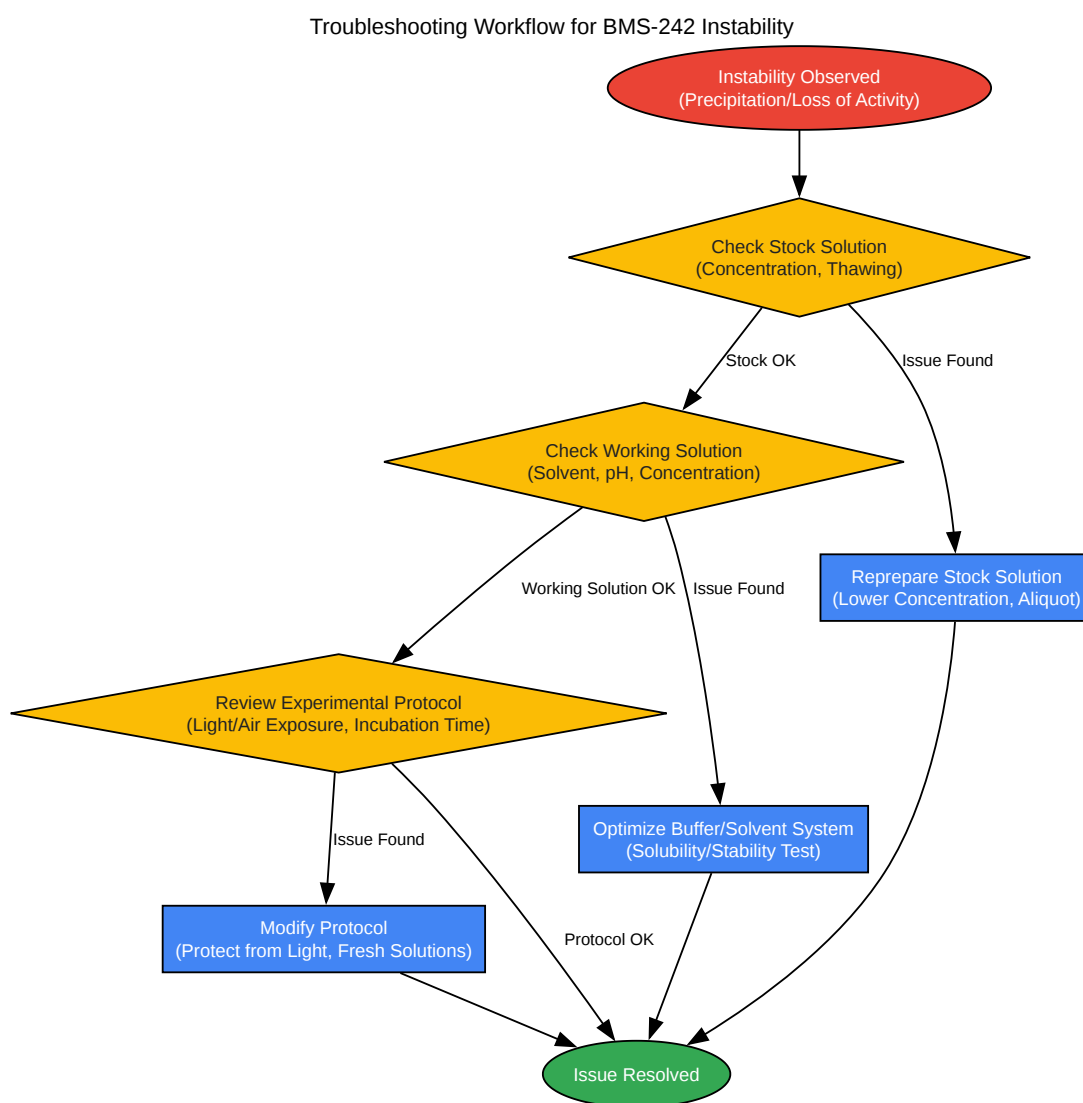 Troubleshooting Workflow for BMS-242 Instability
Instability Observed
(Precipitation/Loss of Activity)
Check Stock Solution
(Concentration, Thawing)
Stock OK
Issue Found
Check Working Solution
(Solvent, pH, Concentration)
Working Solution OK
Issue Found
Reprepare Stock Solution
(Lower Concentration, Aliquot)
Review Experimental Protocol
(Light/Air Exposure, Incubation Time)
Issue Found
Optimize Buffer/Solvent System
(Solubility/Stability Test)
Modify Protocol
(Protect from Light, Fresh Solutions)
Protocol OK
Issue Resolved